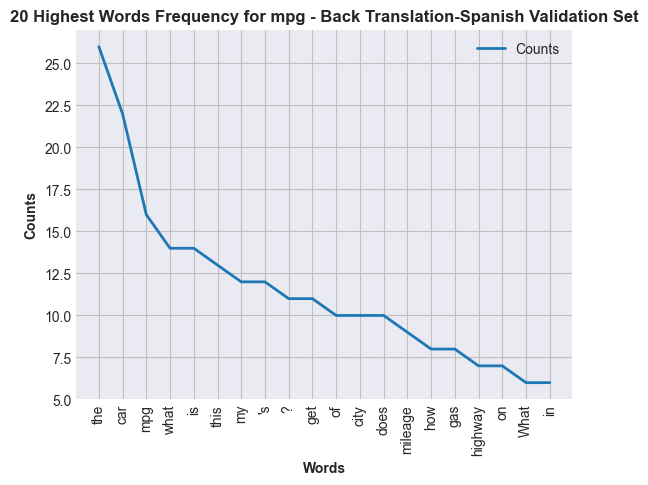 20 Highest Words Frequency for mpg - Back Translation-Spanish Validation Set
Counts
25.0
22.5
20.0
17.5
15.0
12.5
10.0
7.5
5.0
Counts
the
car
mpg
what
is
this
my
's
?
get
of
city
does
mileage
how
gas
highway
on
What
in
Words